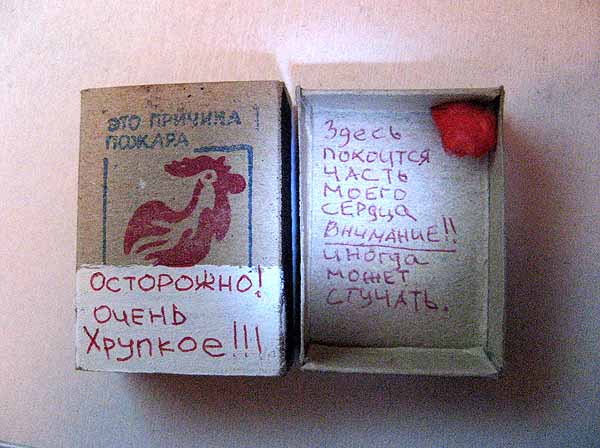 ЭТО ПРИЧИНА
ПОЖАРА
ОСТОРОЖНО!
ОЧЕНЬ
Хрупкое!!!
Здесь
покоится
часть
моего
сердца
Внимание!!
иногда
может
стучать.